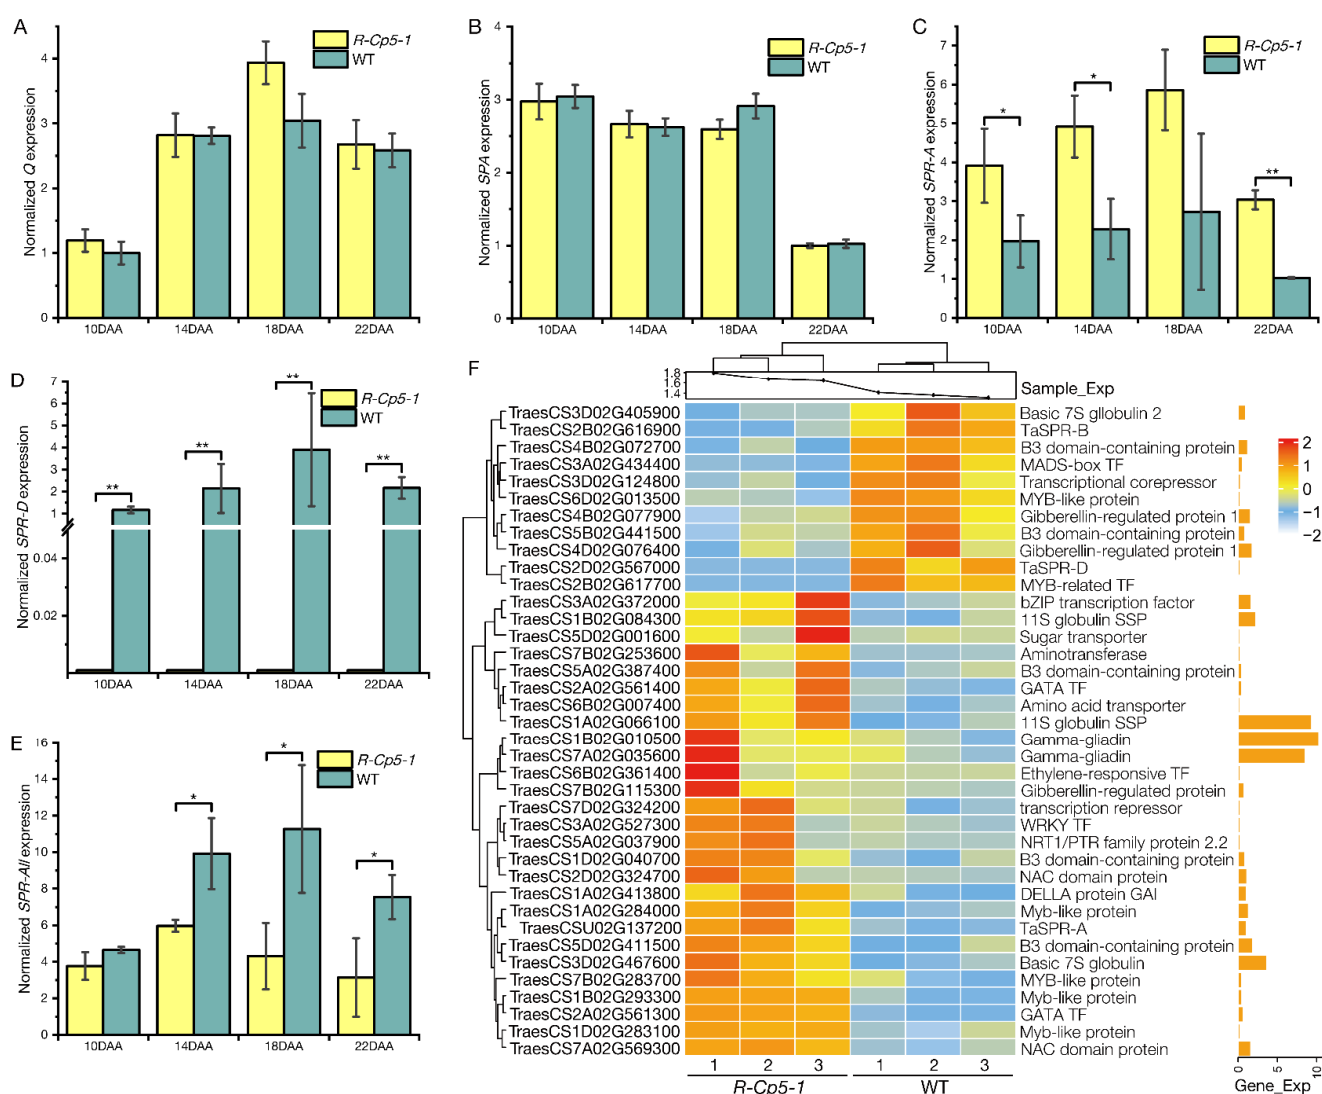 A
Normalized Q expression
4
3
2
1
0
R-Cp5-1
WT
10DAA 14DAA 18DAA 22DAA
B
Normalized SPA expression
4
3
2
1
0
R-Cp5-1
WT
10DAA 14DAA 18DAA 22DAA
C
Normalized SPR-A expression
7
6
5
4
3
2
1
0
R-Cp5-1
WT
* * **
10DAA 14DAA 18DAA 22DAA
D
Normalized SPR-D expression
7
6
5
4
3
2
1
0.04
0.02
R-Cp5-1
WT
** ** ** **
10DAA 14DAA 18DAA 22DAA
E
Normalized SPR-All expression
16
14
12
10
8
6
4
2
0
R-Cp5-1
WT
* * *
10DAA 14DAA 18DAA 22DAA
F
1.8
1.6
1.4
Sample_Exp
TraesCS3D02G405900 Basic 7S gllobulin 2
TraesCS2B02G616900 TaSPR-B
TraesCS4B02G072700 B3 domain-containing protein
TraesCS3A02G434400 MADS-box TF
TraesCS3D02G124800 Transcriptional corepressor
TraesCS6D02G013500 MYB-like protein
TraesCS4B02G077900 Gibberellin-regulated protein 1
TraesCS5B02G441500 B3 domain-containing protein
TraesCS4D02G076400 Gibberellin-regulated protein 1
TraesCS2D02G567000 TaSPR-D
TraesCS2B02G617700 MYB-related TF
TraesCS3A02G372000 bZIP transcription factor
TraesCS1B02G084300 11S globulin SSP
TraesCS5D02G001600 Sugar transporter
TraesCS7B02G253600 Aminotransferase
TraesCS5A02G387400 B3 domain-containing protein
TraesCS2A02G561400 GATA TF
TraesCS6B02G007400 Amino acid transporter
TraesCS1A02G066100 11S globulin SSP
TraesCS1B02G010500 Gamma-gliadin
TraesCS7A02G035600 Gamma-gliadin
TraesCS6B02G361400 Ethylene-responsive TF
TraesCS7B02G115300 Gibberellin-regulated protein
TraesCS7D02G324200 transcription repressor
TraesCS3A02G527300 WRKY TF
TraesCS5A02G037900 NRT1/PTR family protein 2.2
TraesCS1D02G040700 B3 domain-containing protein
TraesCS2D02G324700 NAC domain protein
TraesCS1A02G413800 DELLA protein GAI
TraesCS1A02G284000 Myb-like protein
TraesCSU02G137200 TaSPR-A
TraesCS5D02G411500 B3 domain-containing protein
TraesCS3D02G467600 Basic 7S globulin
TraesCS7B02G283700 MYB-like protein
TraesCS1B02G293300 Myb-like protein
TraesCS2A02G561300 GATA TF
TraesCS1D02G283100 Myb-like protein
TraesCS7A02G569300 NAC domain protein
1 2 3 1 2 3
R-Cp5-1 WT
2
1
0
−1
−2
0 5 10
Gene_Exp